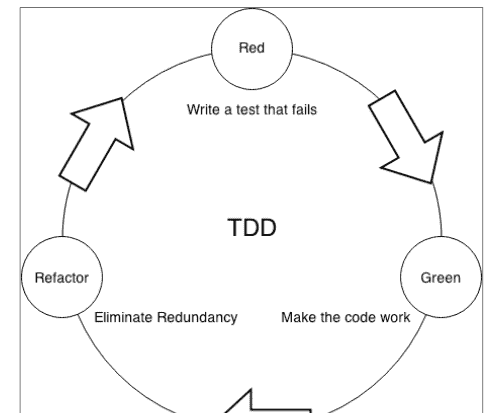 Red
Write a test that fails
TDD
Refactor
Green
Eliminate Redundancy
Make the code work